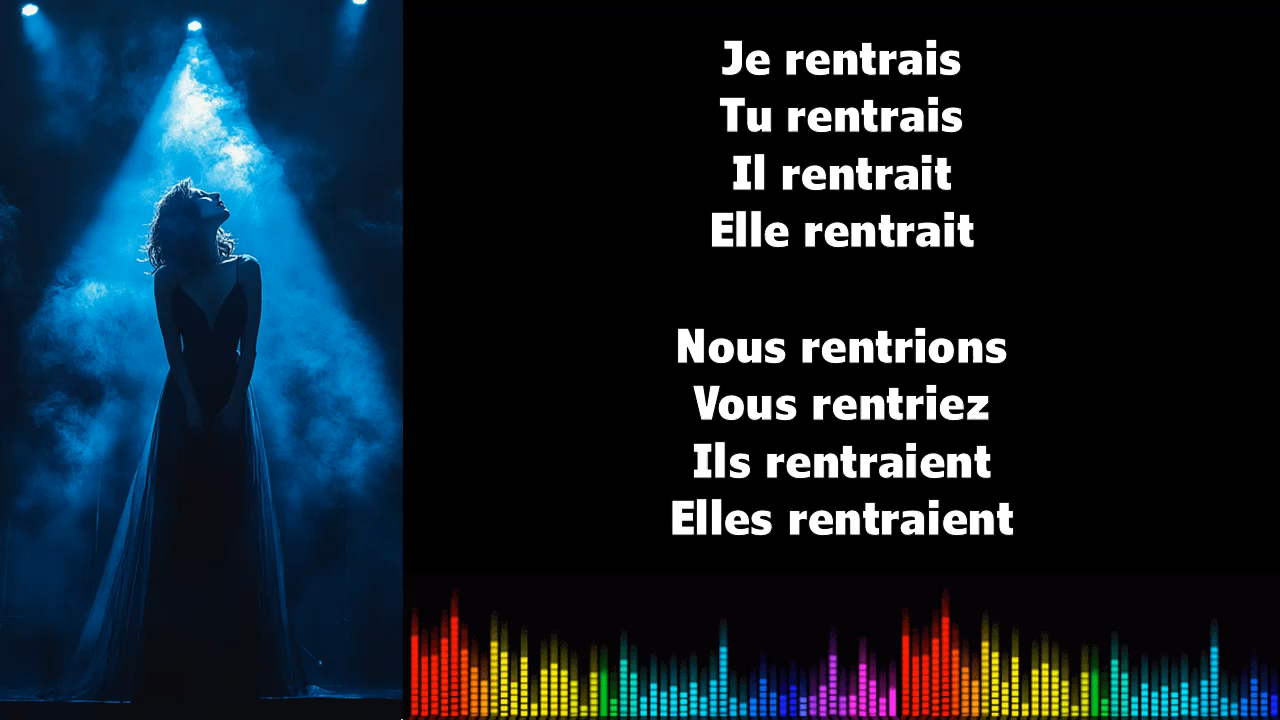 Je rentrais
Tu rentrais
Il rentrait
Elle rentrait
Nous rentrions
Vous rentriez
Ils rentraient
Elles rentraient